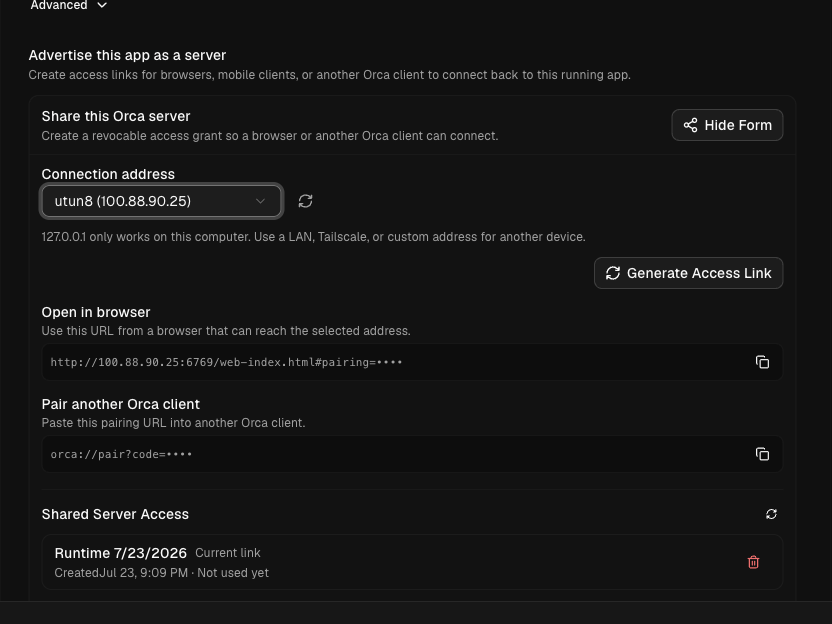 Advanced
Advertise this app as a server
Create access links for browsers, mobile clients, or another Orca client to connect back to this running app.
Share this Orca server
Create a revocable access grant so a browser or another Orca client can connect.
Hide Form
Connection address
utun8 (100.88.90.25)
127.0.0.1 only works on this computer. Use a LAN, Tailscale, or custom address for another device.
Generate Access Link
Open in browser
Use this URL from a browser that can reach the selected address.
http://100.88.90.25:6769/web-index.html#pairing=••••
Pair another Orca client
Paste this pairing URL into another Orca client.
orca://pair?code=••••
Shared Server Access
Runtime 7/23/2026 Current link
CreatedJul 23, 9:09 PM · Not used yet